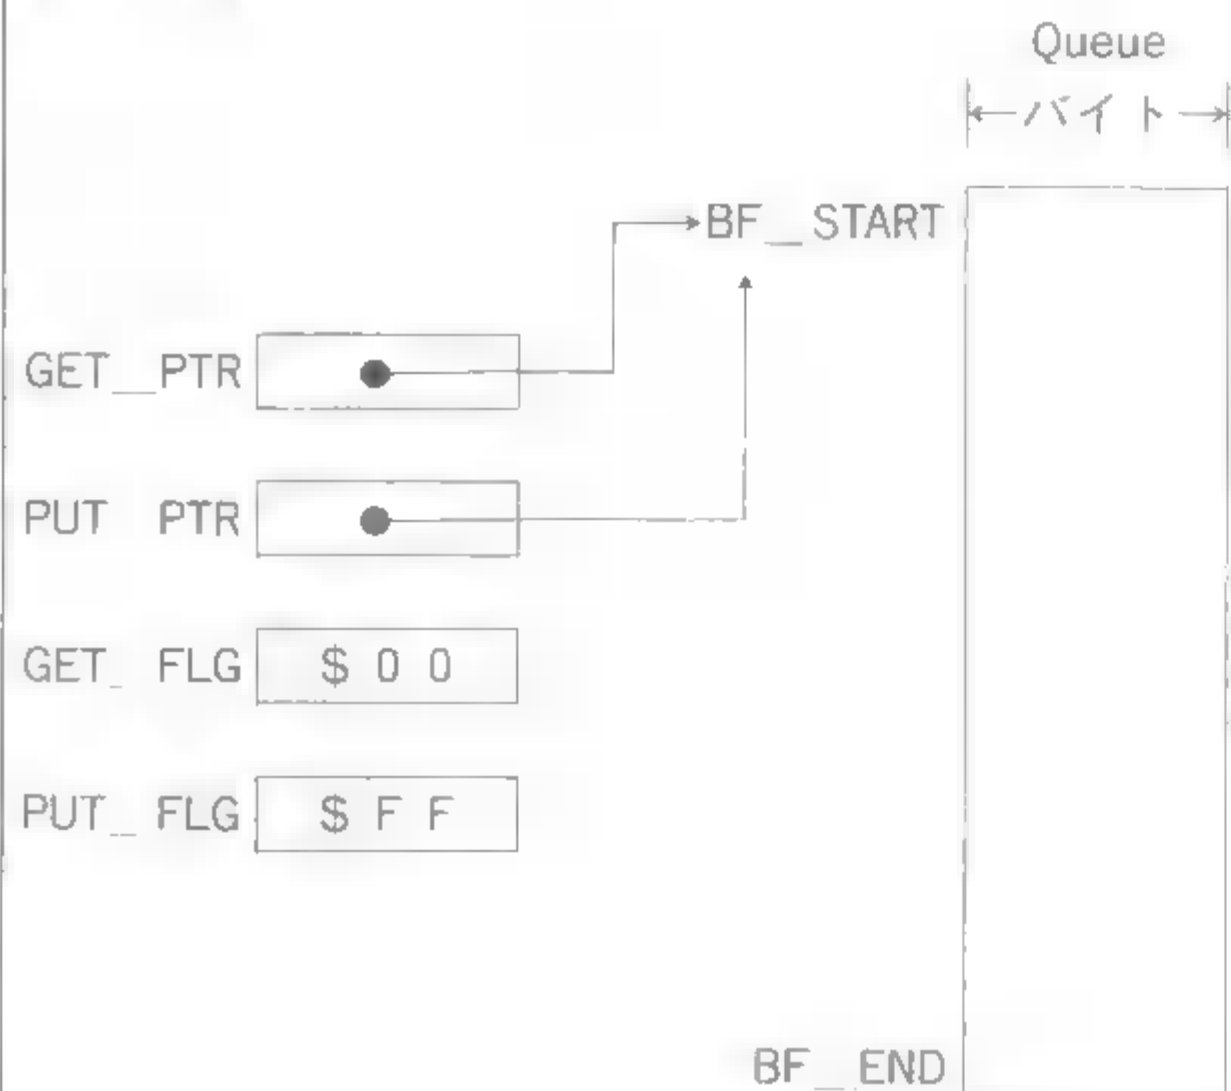 Queue
バイト
BF_START
GET_PTR
PUT PTR
GET_FLG $00
PUT_FLG $FF
BF_END